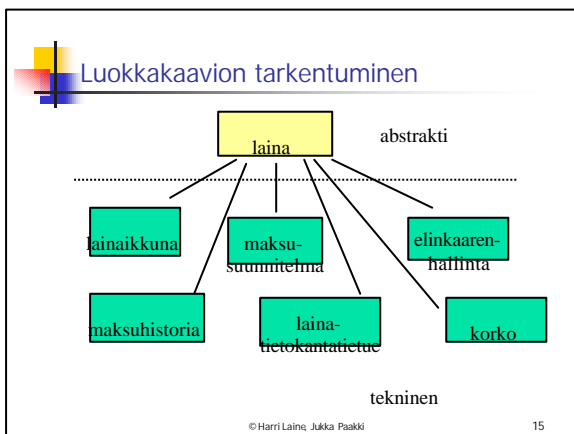 Luokkakaavion tarkentuminen
laina
abstrakti
lainaikkuna
maksu-
suunnitelma
elinkaaren-
hallinta
maksuhistoria
laina-
tietokantatietue
korko
tekninen
© Harri Laine, Jukka Paakki
15